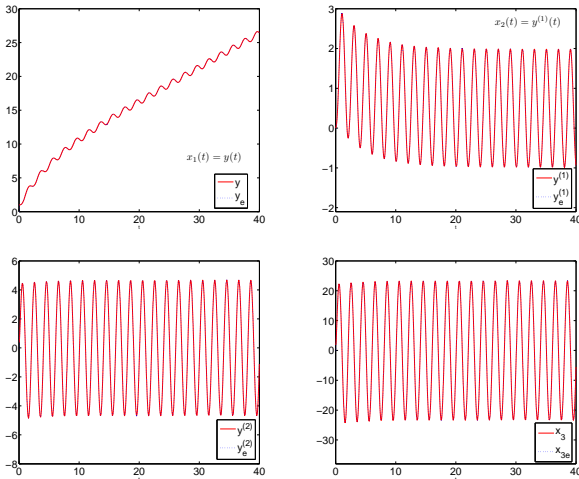 30
25
20
15
10
5
0
0 10 20 30 40
x₁(t) = y(t)
y
yₑ
3
2
1
0
−1
−2
0 10 20 30 40
x₂(t) = y⁽¹⁾(t)
y⁽¹⁾
yₑ⁽¹⁾
6
4
2
0
−2
−4
−6
−8
0 10 20 30 40
y⁽²⁾
yₑ⁽²⁾
30
20
10
0
−10
−20
−30
0 10 20 30 40
x₃
x₃ₑ